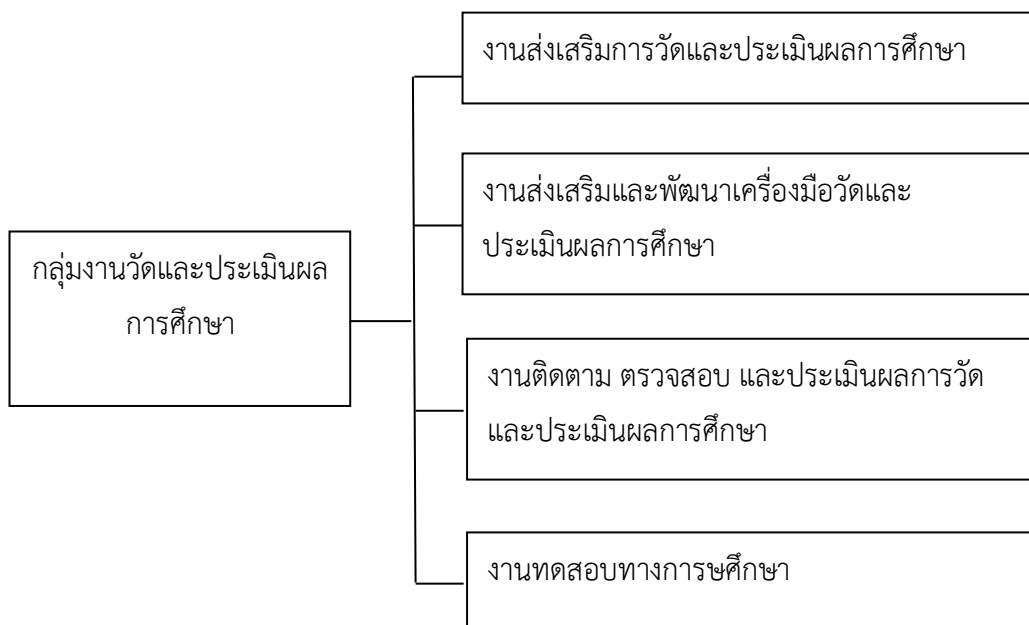 งานส่งเสริมการวัดและประเมินผลการศึกษา
งานส่งเสริมและพัฒนาเครื่องมือวัดและ
ประเมินผลการศึกษา
กลุ่มงานวัดและประเมินผล
การศึกษา
งานติดตาม ตรวจสอบ และประเมินผลการวัด
และประเมินผลการศึกษา
งานทดสอบทางการษศึกษา